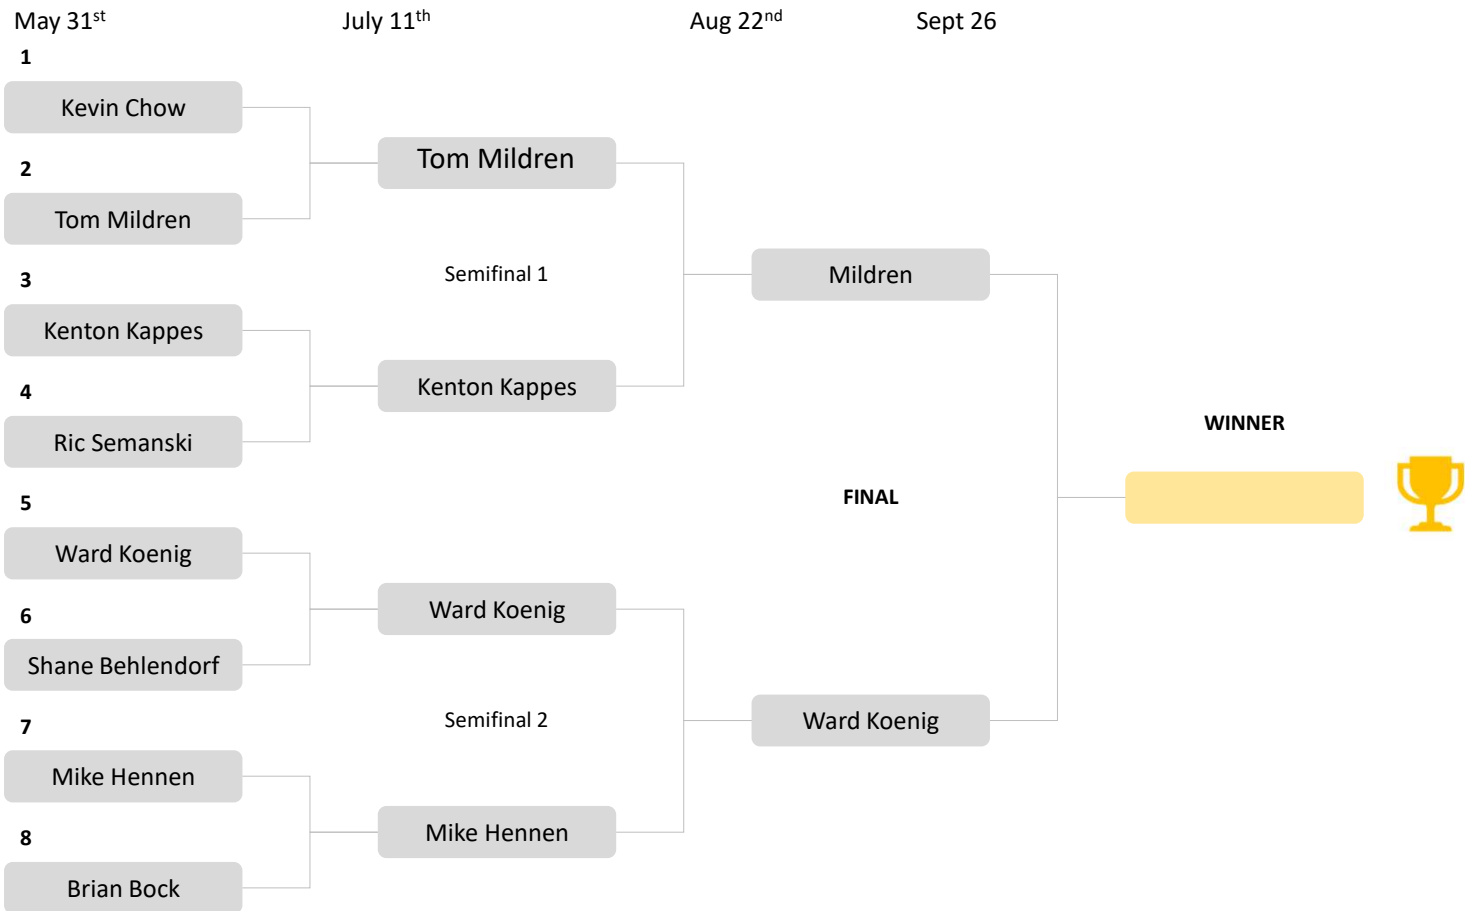 May 31st
July 11th
Aug 22nd
Sept 26
1
Kevin Chow
2
Tom Mildren
3
Kenton Kappes
4
Ric Semanski
5
Ward Koenig
6
Shane Behlendorf
7
Mike Hennen
8
Brian Bock
Tom Mildren
Semifinal 1
Kenton Kappes
Ward Koenig
Semifinal 2
Mike Hennen
Mildren
FINAL
Ward Koenig
WINNER